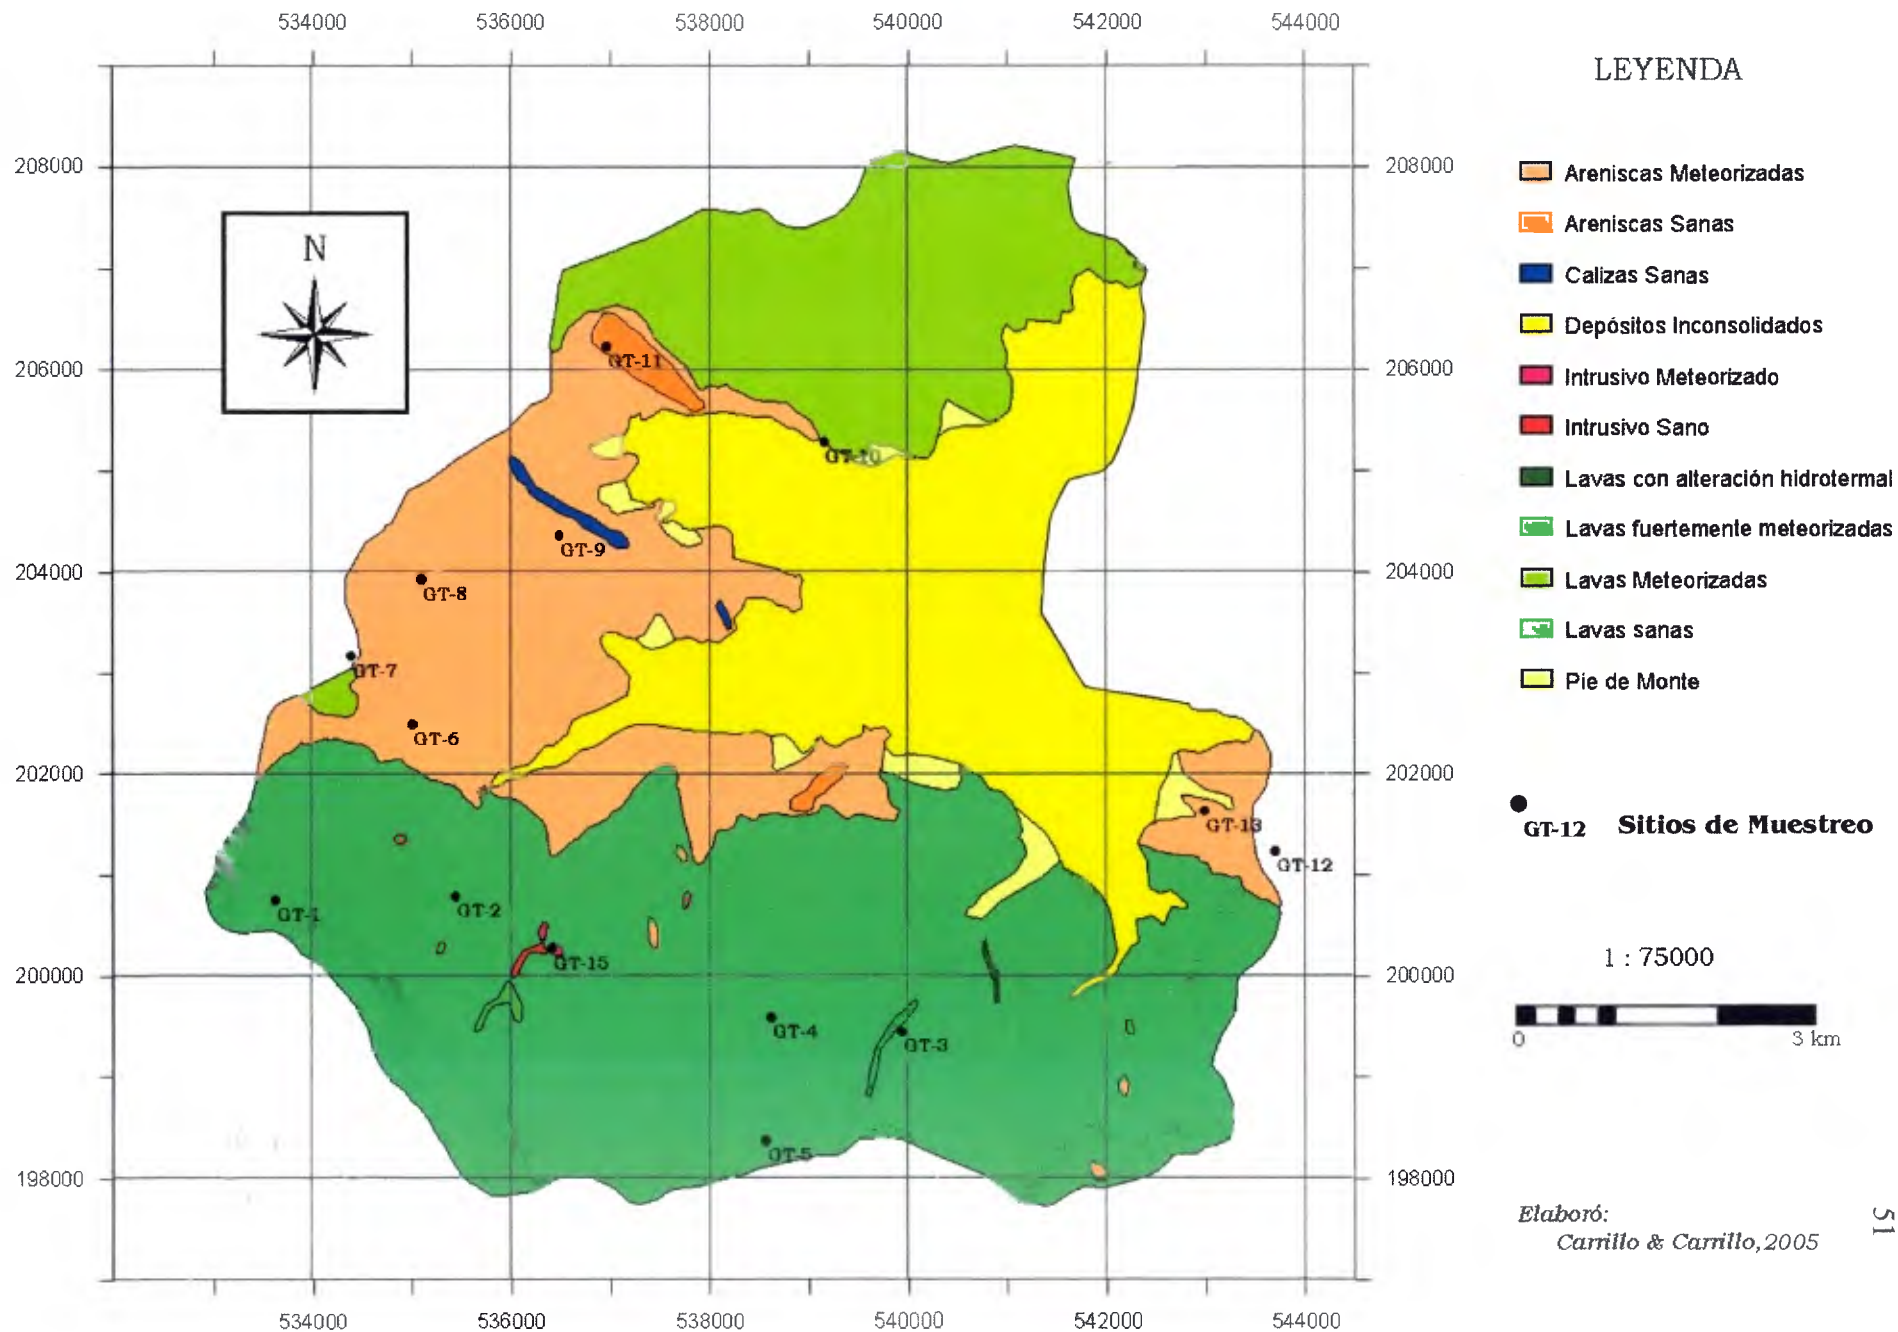 534000 536000 538000 540000 542000 544000
LEYENDA
208000 208000
Areniscas Meteorizadas
Areniscas Sanas
N
Calizas Sanas
Depósitos Inconsolidados
GT-11
206000 206000
Intrusivo Meteorizado
Intrusivo Sano
GT-10
Lavas con alteración hidrotermal
Lavas fuertemente meteorizadas
GT-9
204000 204000
Lavas Meteorizadas
GT-8
Lavas sanas
GT-7
Pie de Monte
GT-6
202000 202000
GT-13
GT-12 Sitios de Muestreo
GT-12
GT-1
GT-2
GT-15
1 : 75000
200000 200000
GT-4
GT-3
0 3 km
GT-5
198000 198000
Elaboró:
Carrillo & Carrillo,2005
51
534000 536000 538000 540000 542000 544000